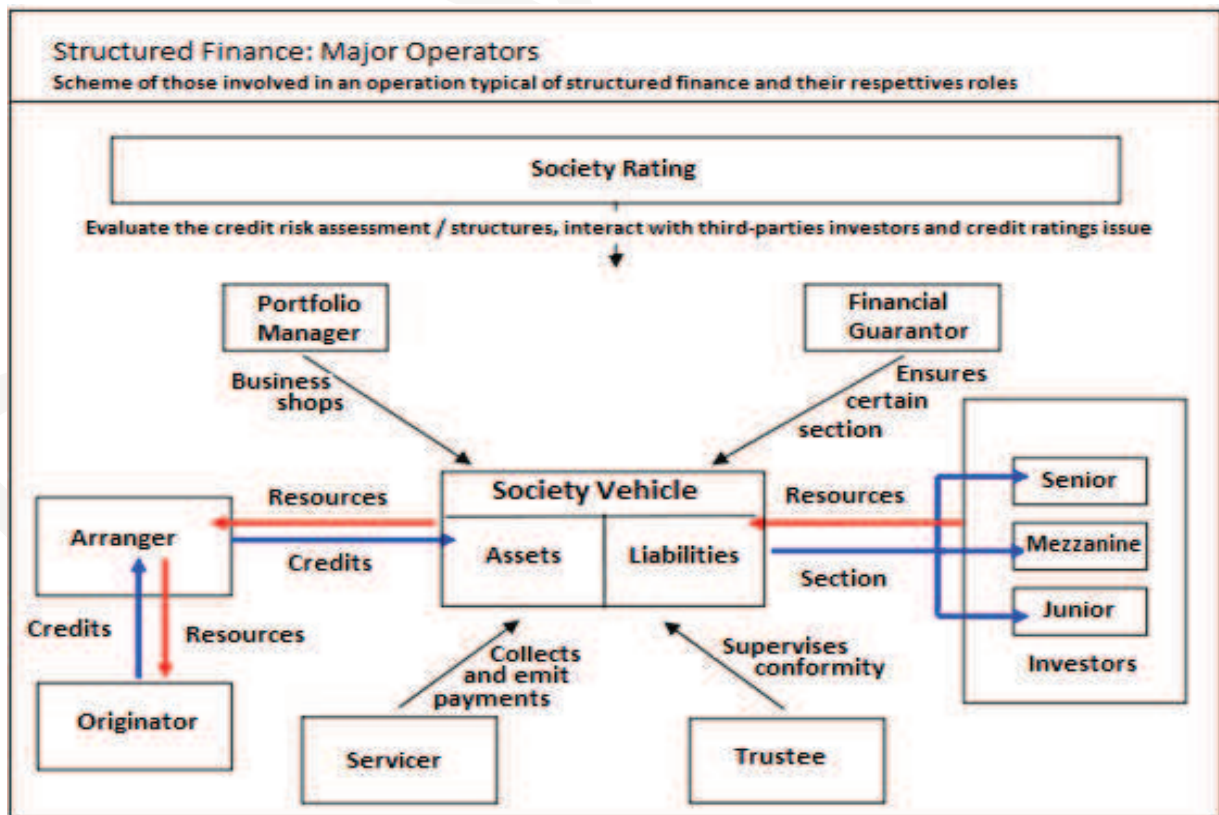 Structured Finance: Major Operators
Scheme of those involved in an operation typical of structured finance and their respettives roles
Society Rating
Evaluate the credit risk assessment / structures, interact with third-parties investors and credit ratings issue
Portfolio
Manager
Financial
Guarantor
Business
shops
Ensures
certain
section
Society Vehicle
Assets
Liabilities
Resources
Credits
Arranger
Resources
Section
Senior
Mezzanine
Junior
Investors
Credits
Resources
Originator
Collects
and emit
payments
Supervises
conformity
Servicer
Trustee